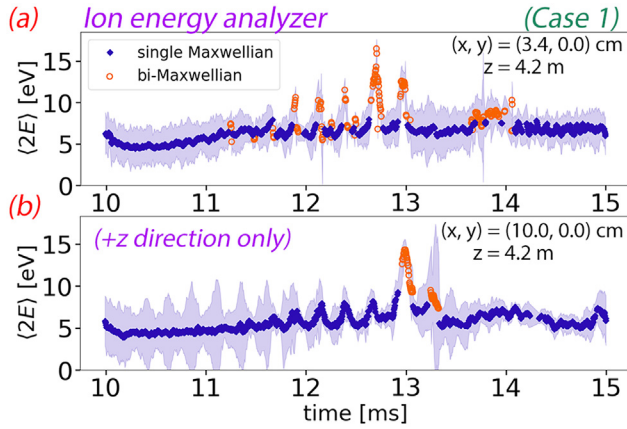 (a)
Ion energy analyzer
(Case 1)
single Maxwellian
bi-Maxwellian
(x, y) = (3.4, 0.0) cm
z = 4.2 m
⟨2E⟩ [eV]
15
10
5
0
10 11 12 13 14 15
(b)
(+z direction only)
(x, y) = (10.0, 0.0) cm
z = 4.2 m
⟨2E⟩ [eV]
15
10
5
0
10 11 12 13 14 15
time [ms]